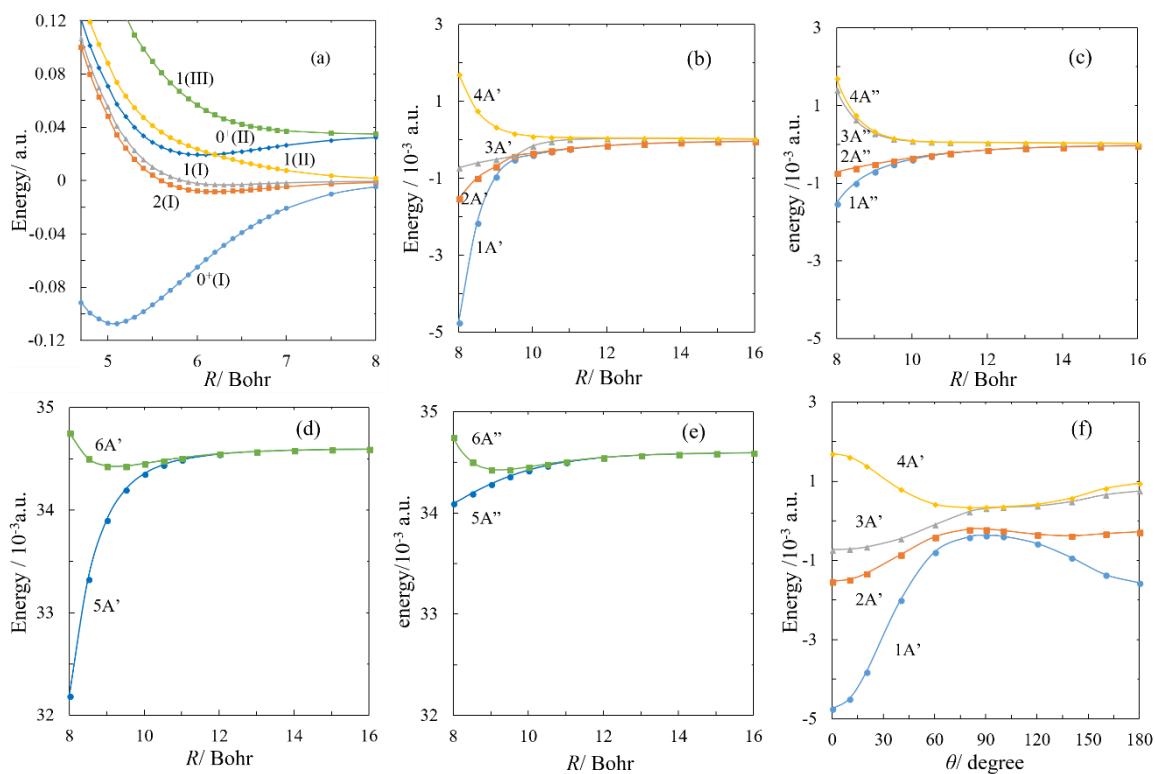 (a)
0.12
0.08
0.04
0
-0.04
-0.08
-0.12
Energy/ a.u.
1(III)
0⁺(II)
1(I)
1(II)
2(I)
0⁺(I)
5
6
7
8
R/ Bohr
(b)
3
1
-1
-3
-5
Energy /10⁻³ a.u.
4A'
3A'
2A'
1A'
8
10
12
14
16
R/ Bohr
(c)
3
1
-1
-3
-5
energy /10⁻³ a.u.
4A”
3A”
2A”
1A”
8
10
12
14
16
R/ Bohr
(d)
35
34
33
32
Energy / 10⁻³a.u.
6A’
5A’
8
10
12
14
16
R/ Bohr
(e)
35
34
33
32
energy/10⁻³ a.u.
6A”
5A”
8
10
12
14
16
R/ Bohr
(f)
3
1
-1
-3
-5
Energy /10⁻³ a.u.
4A’
3A’
2A’
1A’
0
30
60
90
120
150
180
θ/ degree